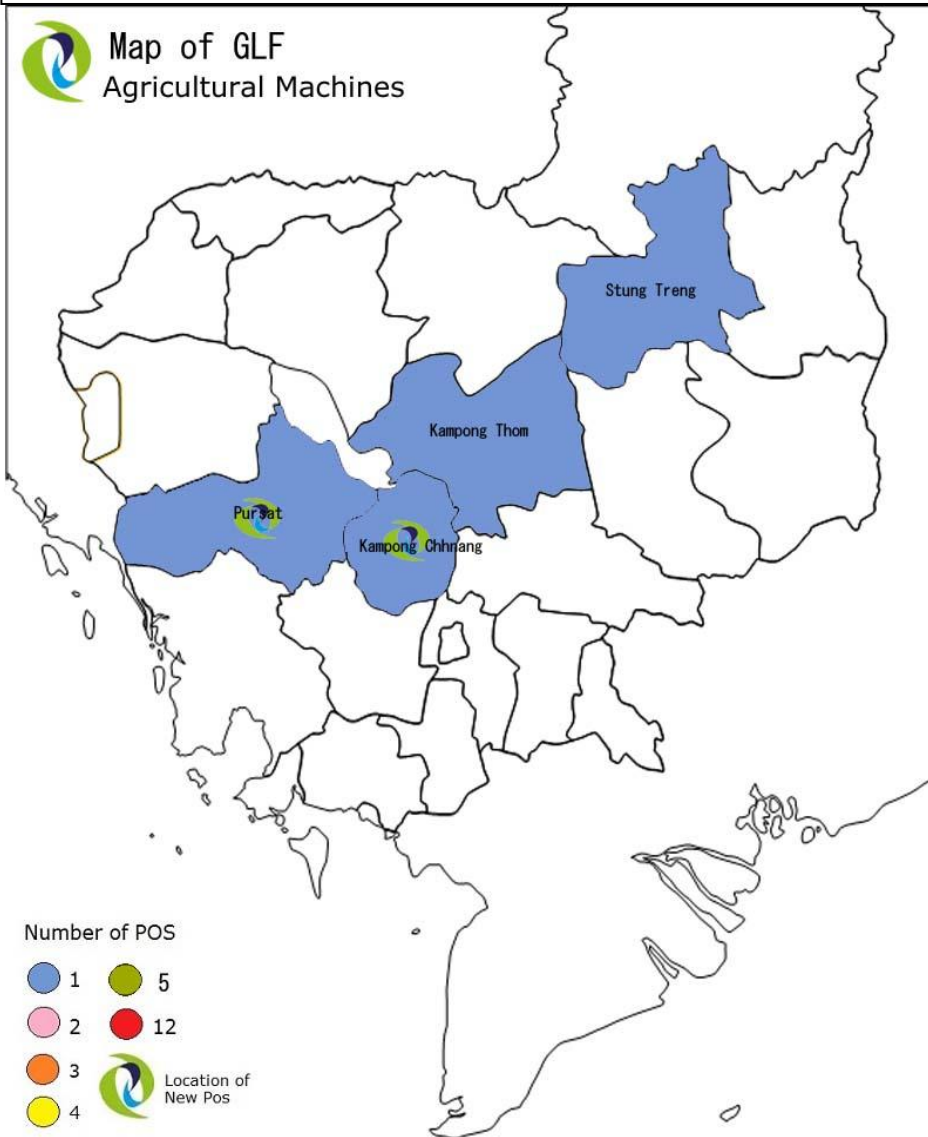 Map of GLF
Agricultural Machines
Stung Treng
Kampong Thom
Pursat
Kampong Chhnang
Number of POS
1 5
2 12
3
Location of
New Pos
4